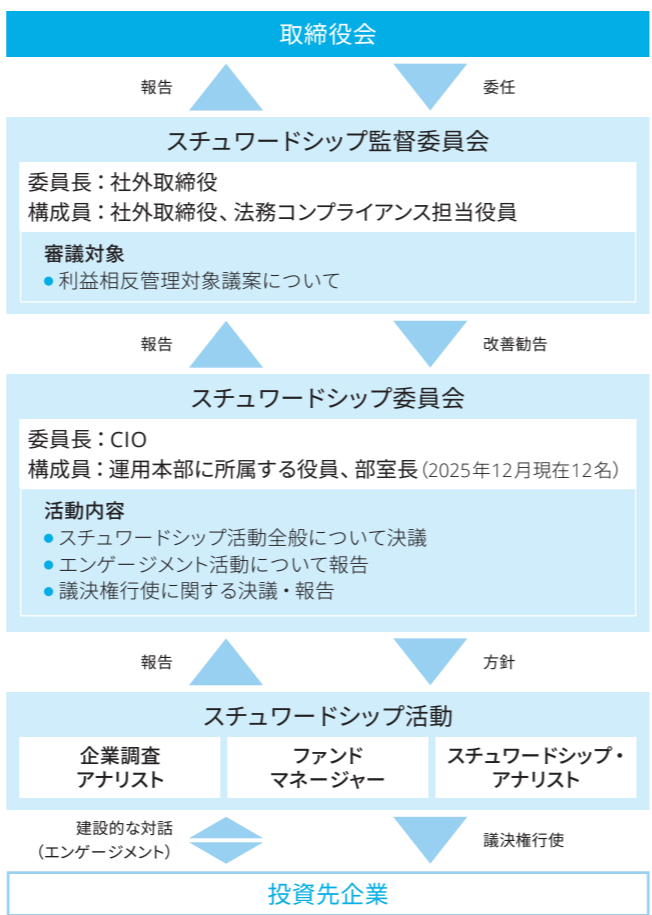 取締役会
報告
委任
スチュワードシップ監督委員会
委員長：社外取締役
構成員：社外取締役、法務コンプライアンス担当役員
審議対象
●利益相反管理対象議案について
報告
改善勧告
スチュワードシップ委員会
委員長：CIO
構成員：運用本部に所属する役員、部室長（2025年12月現在12名）
活動内容
●スチュワードシップ活動全般について決議
●エンゲージメント活動について報告
●議決権行使に関する決議・報告
報告
方針
スチュワードシップ活動
企業調査
アナリスト
ファンド
マネージャー
スチュワードシップ・
アナリスト
建設的な対話
（エンゲージメント）
議決権行使
投資先企業